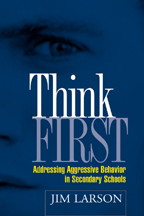 Think
FIRST
Addressing Aggressive Behavior
in Secondary Schools
JIM LARSON